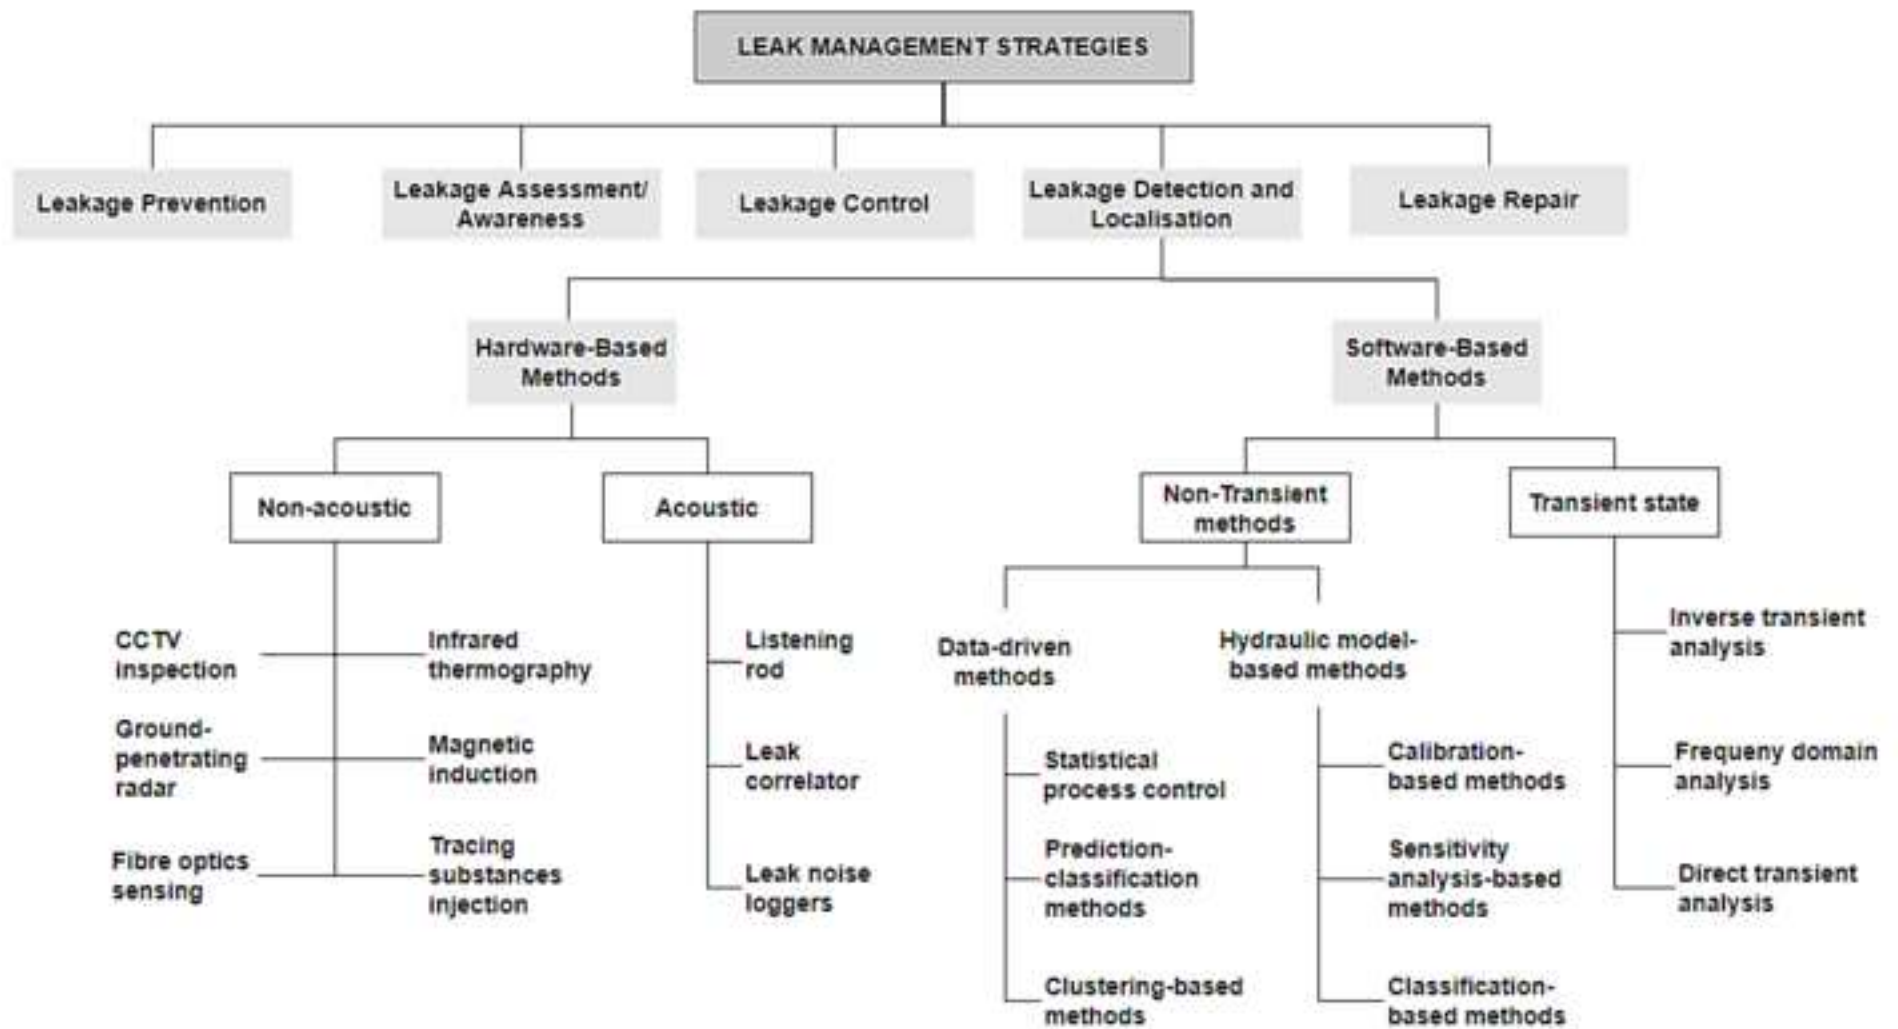 LEAK MANAGEMENT STRATEGIES
Leakage Prevention
Leakage Assessment/
Awareness
Leakage Control
Leakage Detection and
Localisation
Leakage Repair
Hardware-Based
Methods
Software-Based
Methods
Non-acoustic
Acoustic
Non-Transient
methods
Transient state
CCTV
inspection
Infrared
thermography
Ground-
penetrating
radar
Magnetic
induction
Fibre optics
sensing
Tracing
substances
injection
Listening
rod
Leak
correlator
Leak noise
loggers
Data-driven
methods
Statistical
process control
Prediction-
classification
methods
Clustering-based
methods
Hydraulic model-
based methods
Calibration-
based methods
Sensitivity
analysis-based
methods
Classification-
based methods
Inverse transient
analysis
Frequeny domain
analysis
Direct transient
analysis